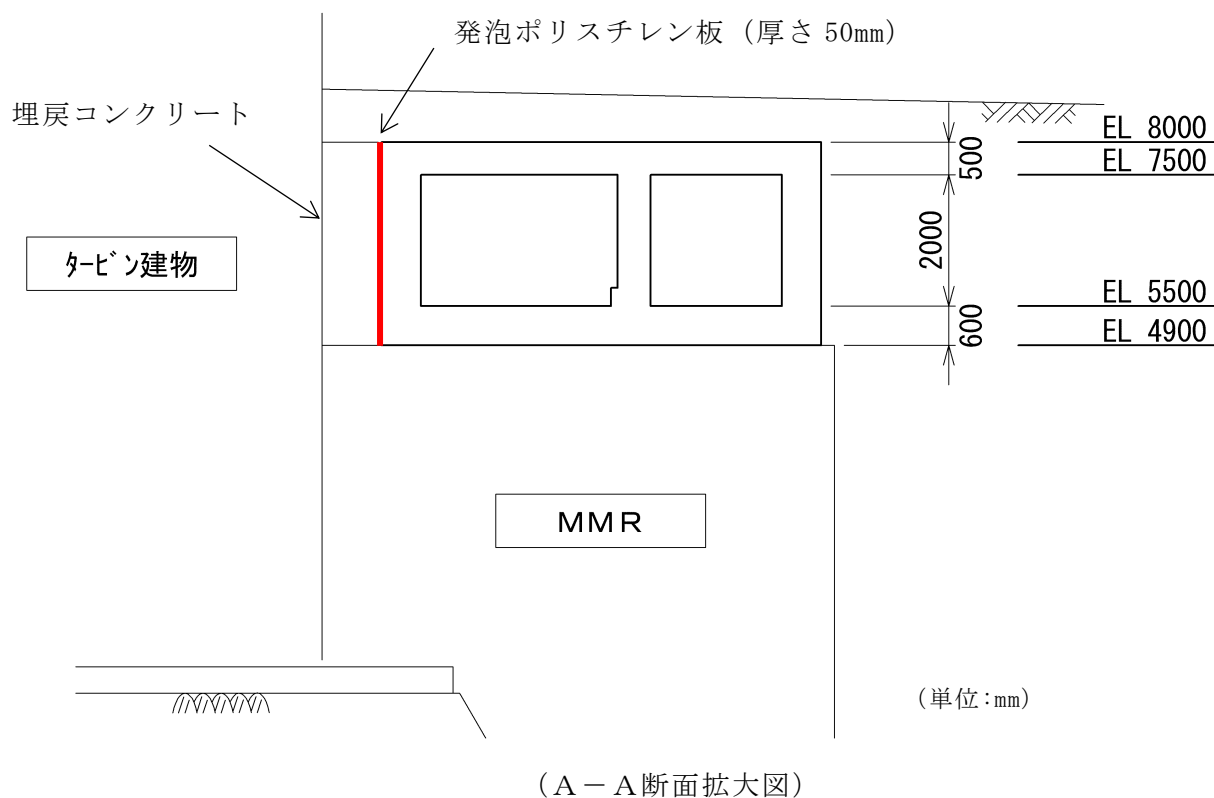 発泡ポリスチレン板（厚さ 50mm）
埋戻コンクリート
EL 8000
500
EL 7500
2000
ﾀｰﾋﾞﾝ建物
EL 5500
600
EL 4900
ＭＭＲ
（単位:mm）
（Ａ－Ａ断面拡大図）